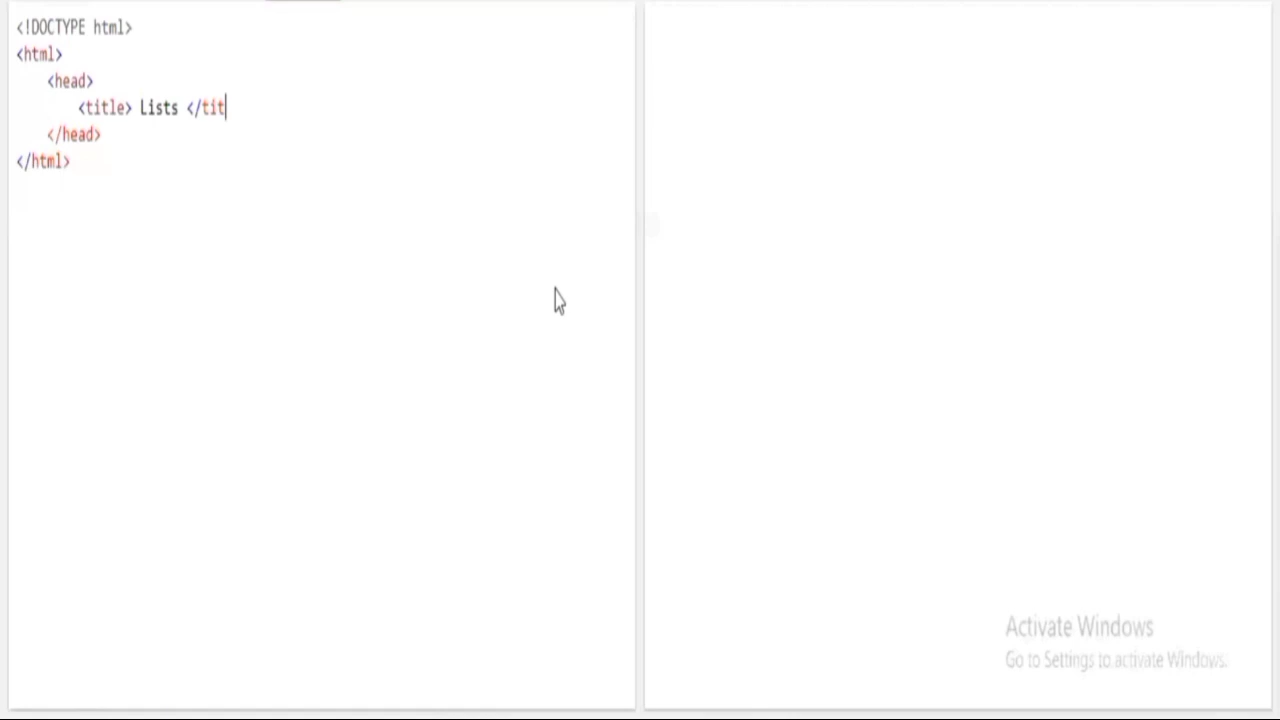 <!DOCTYPE html>
<html>
<head>
<title> Lists </tit
</head>
</html>
Activate Windows
Go to Settings to activate Windows.